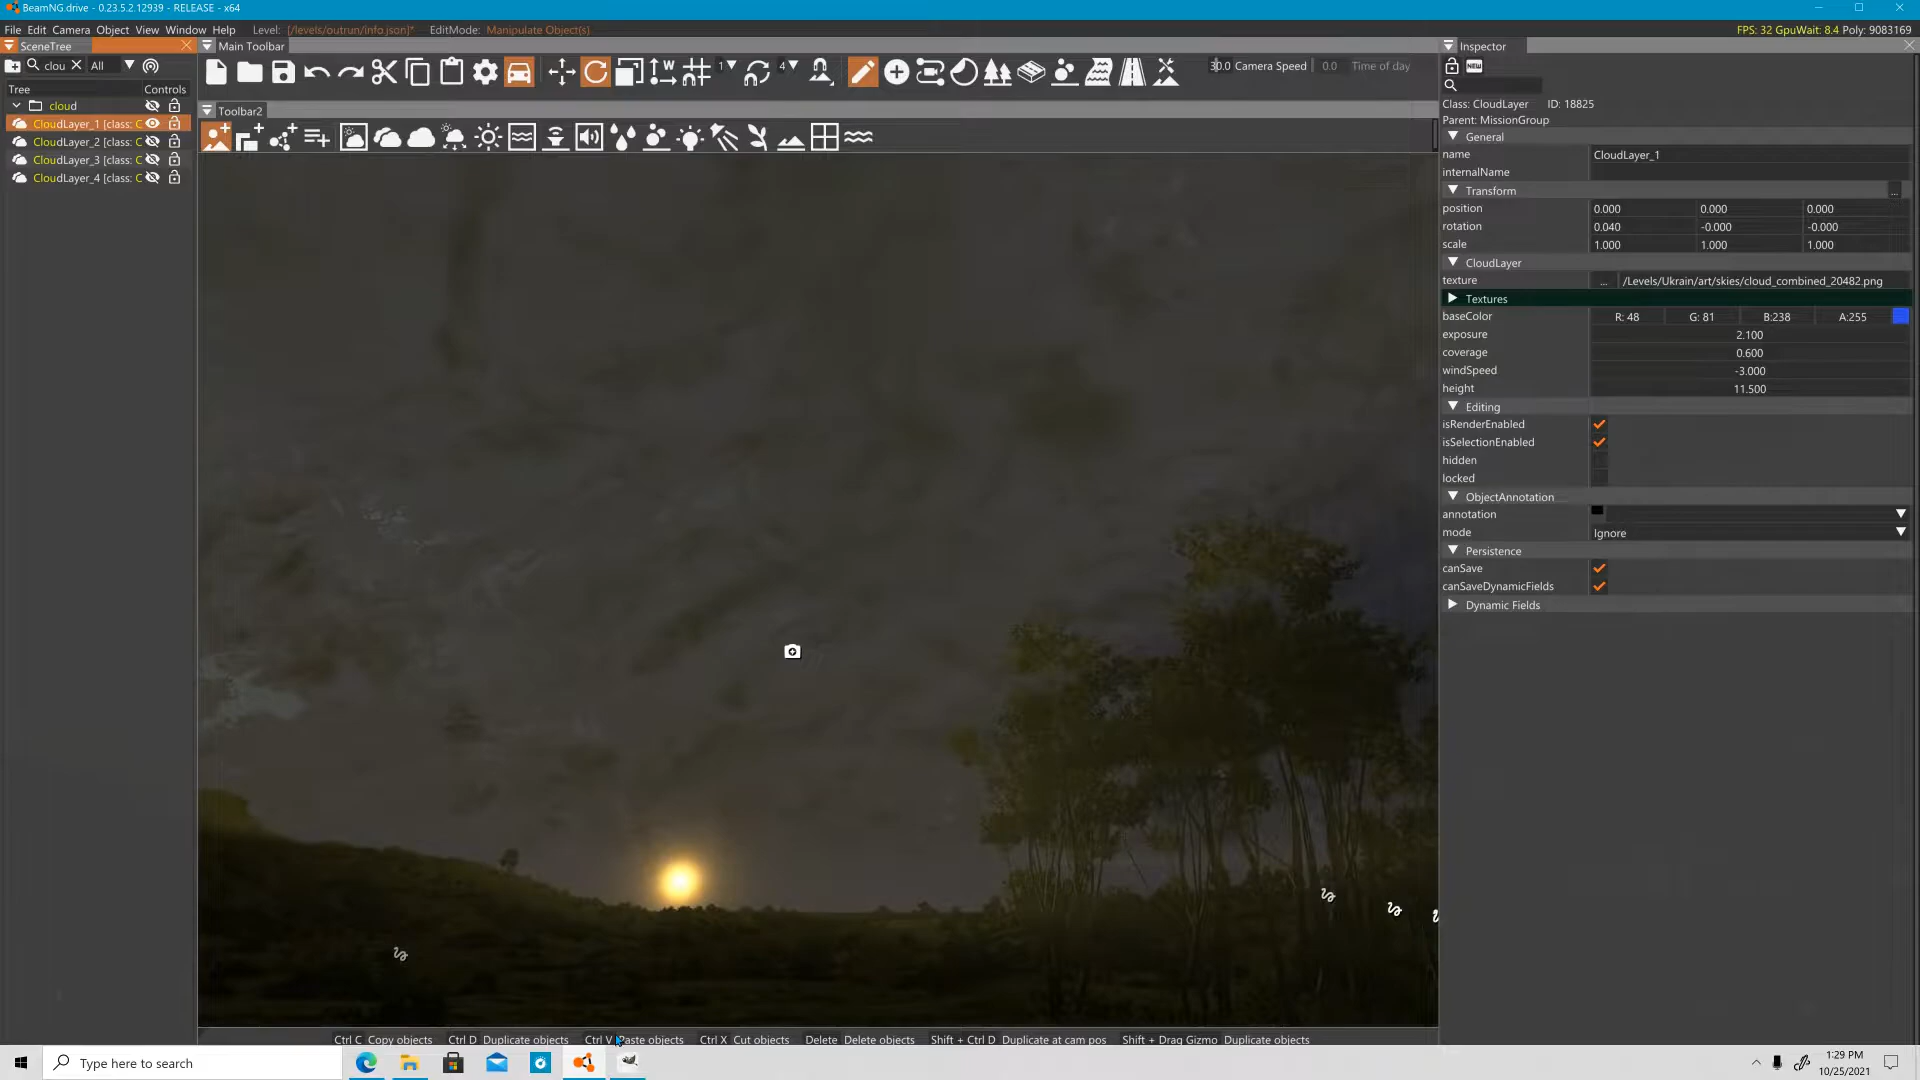 BeamNG.drive - 0.23.5.2.12939 - RELEASE - x64
File Edit Camera Object View Window Help Level: [/levels/outrun/info.json]* EditMode: Manipulate Object(s) FPS: 32 GpuWait: 8.4 Poly: 9083169
SceneTree Main Toolbar Inspector
clou All 1 4 30.0 Camera Speed 0.0 Time of day NEW
Tree Controls
cloud
CloudLayer_1 [class: C
CloudLayer_2 [class: C
CloudLayer_3 [class: C
CloudLayer_4 [class: C
Toolbar2
Class: CloudLayer ID: 18825
Parent: MissionGroup
General
name CloudLayer_1
internalName
Transform ...
position 0.000 0.000 0.000
rotation 0.040 -0.000 -0.000
scale 1.000 1.000 1.000
CloudLayer
texture ... /Levels/Ukrain/art/skies/cloud_combined_20482.png
Textures
baseColor R: 48 G: 81 B:238 A:255
exposure 2.100
coverage 0.600
windSpeed -3.000
height 11.500
Editing
isRenderEnabled
isSelectionEnabled
hidden
locked
ObjectAnnotation
annotation
mode Ignore
Persistence
canSave
canSaveDynamicFields
Dynamic Fields
Ctrl C Copy objects Ctrl D Duplicate objects Ctrl V Paste objects Ctrl X Cut objects Delete Delete objects Shift + Ctrl D Duplicate at cam pos Shift + Drag Gizmo Duplicate objects
Type here to search
1:29 PM
10/25/2021